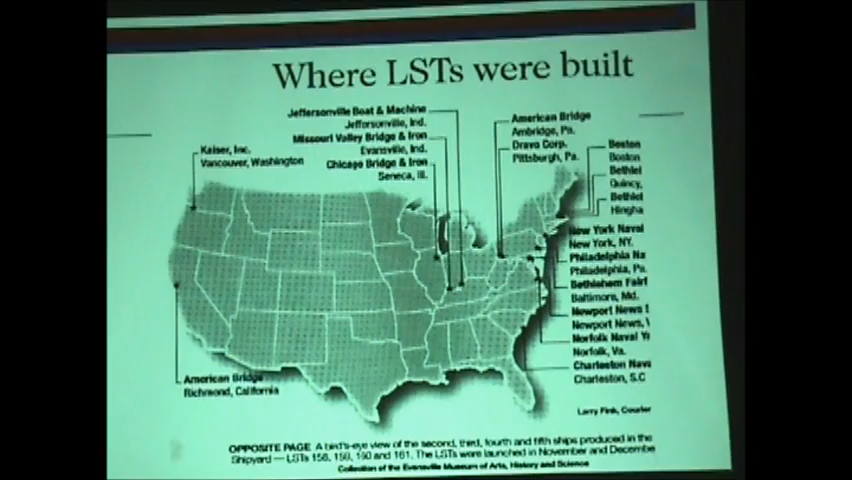 Where LSTs were built
Jeffersonville Boat & Machine
Jeffersonville, Ind.
Missouri Valley Bridge & Iron
Evansville, Ind.
Chicago Bridge & Iron
Seneca, Ill.
Kaiser, Inc.
Vancouver, Washington
American Bridge
Ambridge, Pa.
Dravo Corp.
Pittsburgh, Pa.
Boston
Boston
Bethlel
Quincy,
Bethlel
Hingha
New York Naval
New York, NY.
Philadelphia Na
Philadelphia, Pa.
Bethlehem Fairf
Baltimore, Md.
Newport News S
Newport News, V
Norfolk Naval Y
Norfolk, Va.
Charleston Nava
Charleston, S.C
American Bridge
Richmond, California
Larry Fink, Courier
OPPOSITE PAGE A bird's-eye view of the second, third, fourth and fifth ships produced in the
Shipyard — LSTs 158, 159, 160 and 161. The LSTs were launched in November and Decembe
Collection of the Evansville Museum of Arts, History and Science